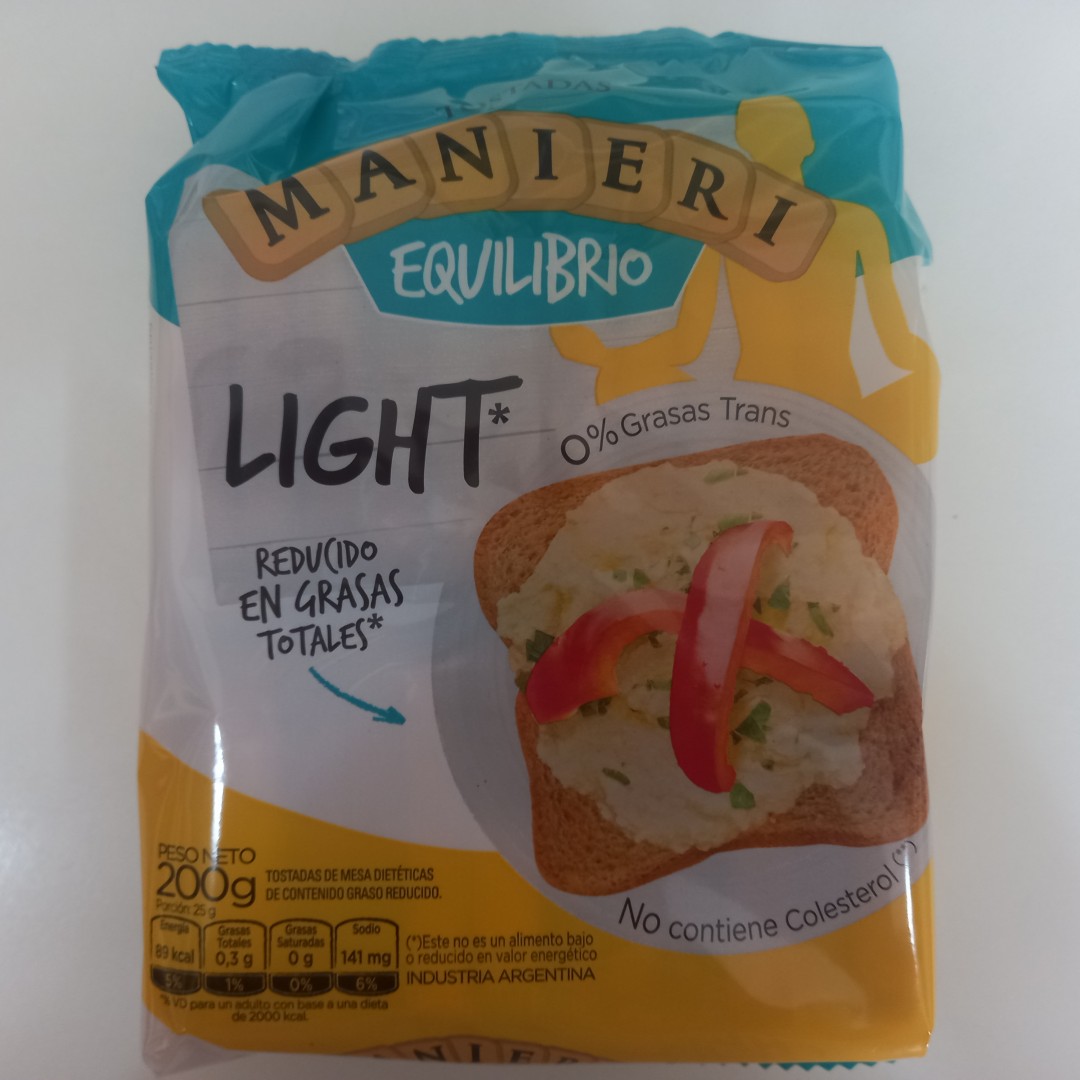 TOSTADAS
MANIERI
EQUILIBRIO
LIGHT*
0% Grasas Trans
REDUCIDO
EN GRASAS
TOTALES*
PESO NETO
200g
Porción 25 g
TOSTADAS DE MESA DIETÉTICAS
DE CONTENIDO GRASO REDUCIDO.
No contiene Colesterol (**)
Energía
89 kcal
5%
Grasas
Totales
0,3 g
1%
Grasas
Saturadas
0 g
0%
Sodio
141 mg
6%
(*)Este no es un alimento bajo
o reducido en valor energético
INDUSTRIA ARGENTINA
% VD para un adulto con base a una dieta
de 2000 kcal.